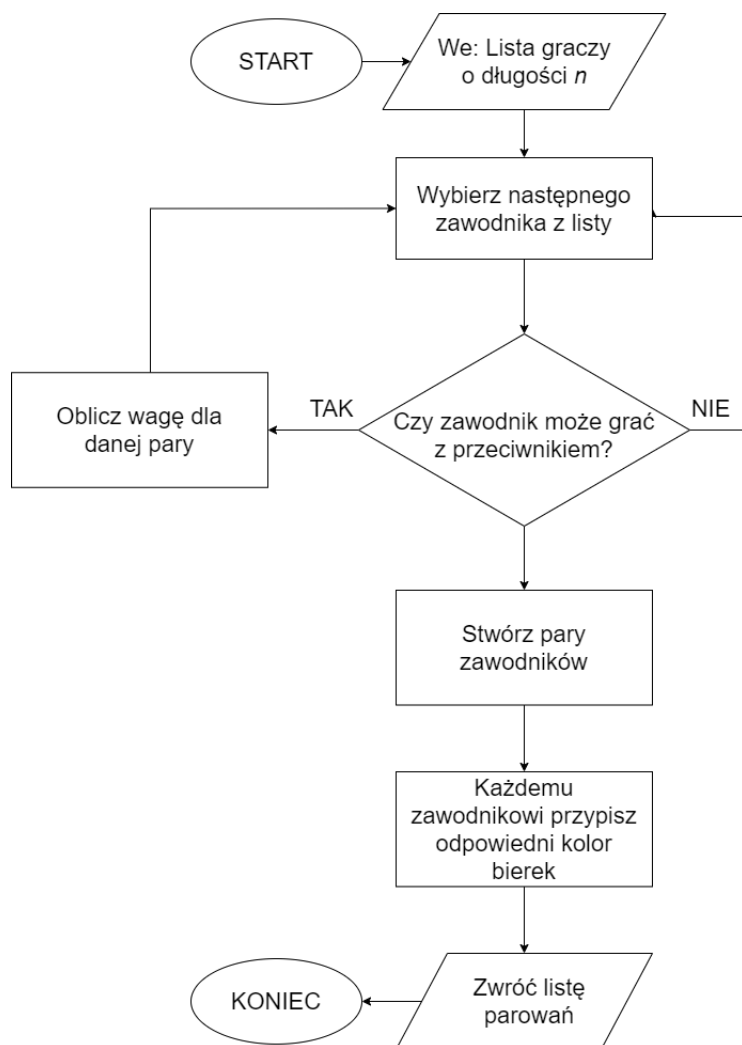 START
We: Lista graczy
o długości n
Wybierz następnego
zawodnika z listy
Oblicz wagę dla
danej pary
TAK
Czy zawodnik może grać
z przeciwnikiem?
NIE
Stwórz pary
zawodników
Każdemu
zawodnikowi przypisz
odpowiedni kolor
bierek
KONIEC
Zwróć listę
parowań